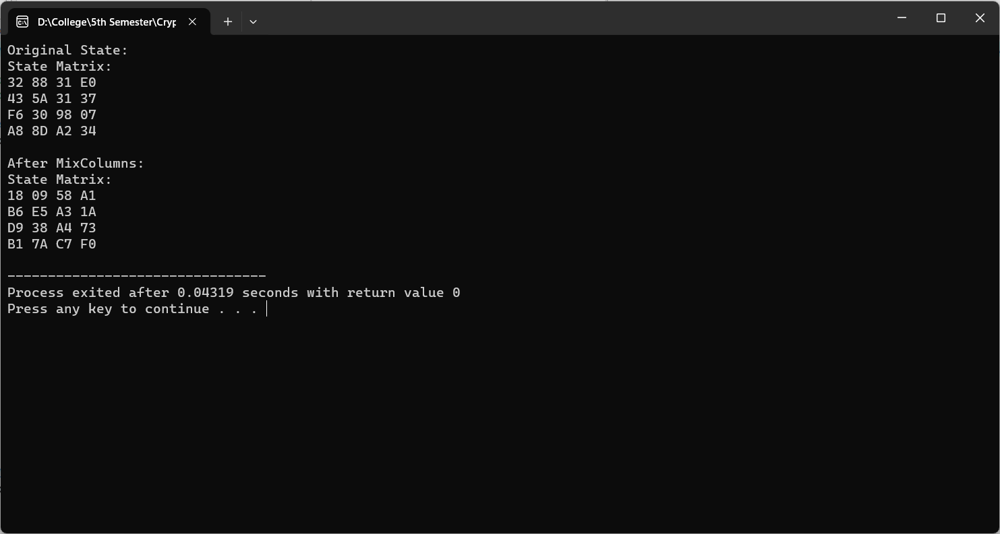 D:\College\5th Semester\Cryp
Original State:
State Matrix:
32 88 31 E0
43 5A 31 37
F6 30 98 07
A8 8D A2 34
After MixColumns:
State Matrix:
18 09 58 A1
B6 E5 A3 1A
D9 38 A4 73
B1 7A C7 F0
--------------------------------
Process exited after 0.04319 seconds with return value 0
Press any key to continue . . .